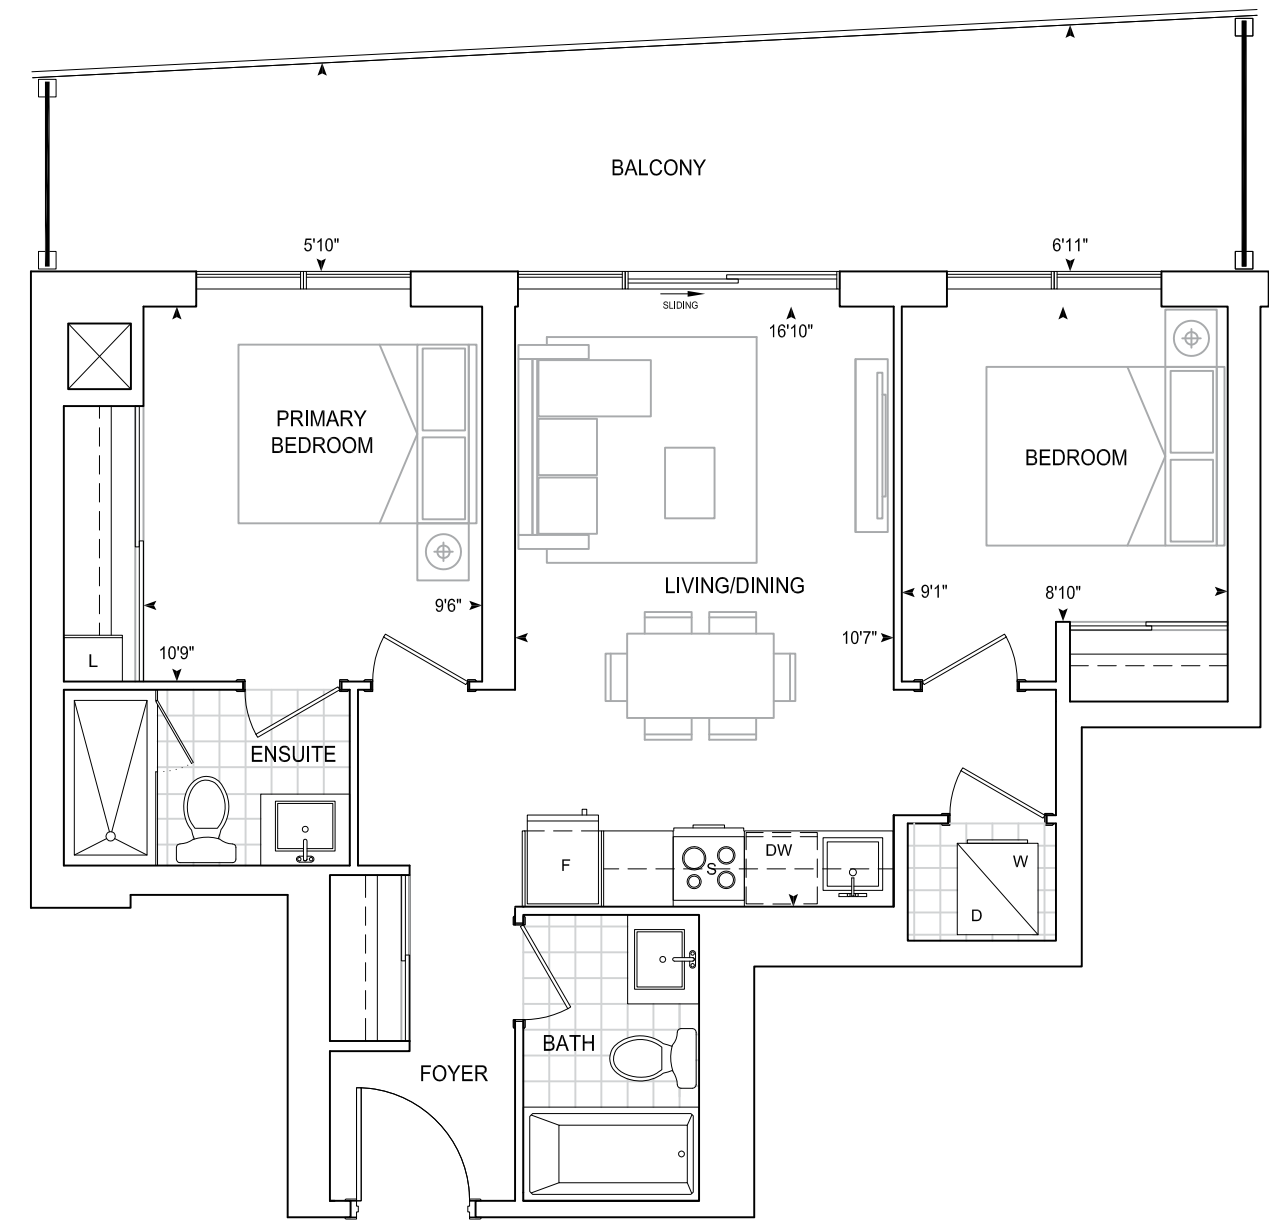 BALCONY
5'10"
6'11"
SLIDING
16'10"
PRIMARY
BEDROOM
BEDROOM
LIVING/DINING
9'6"
9'1"
8'10"
10'7"
10'9"
L
ENSUITE
F
S
DW
W
D
BATH
FOYER